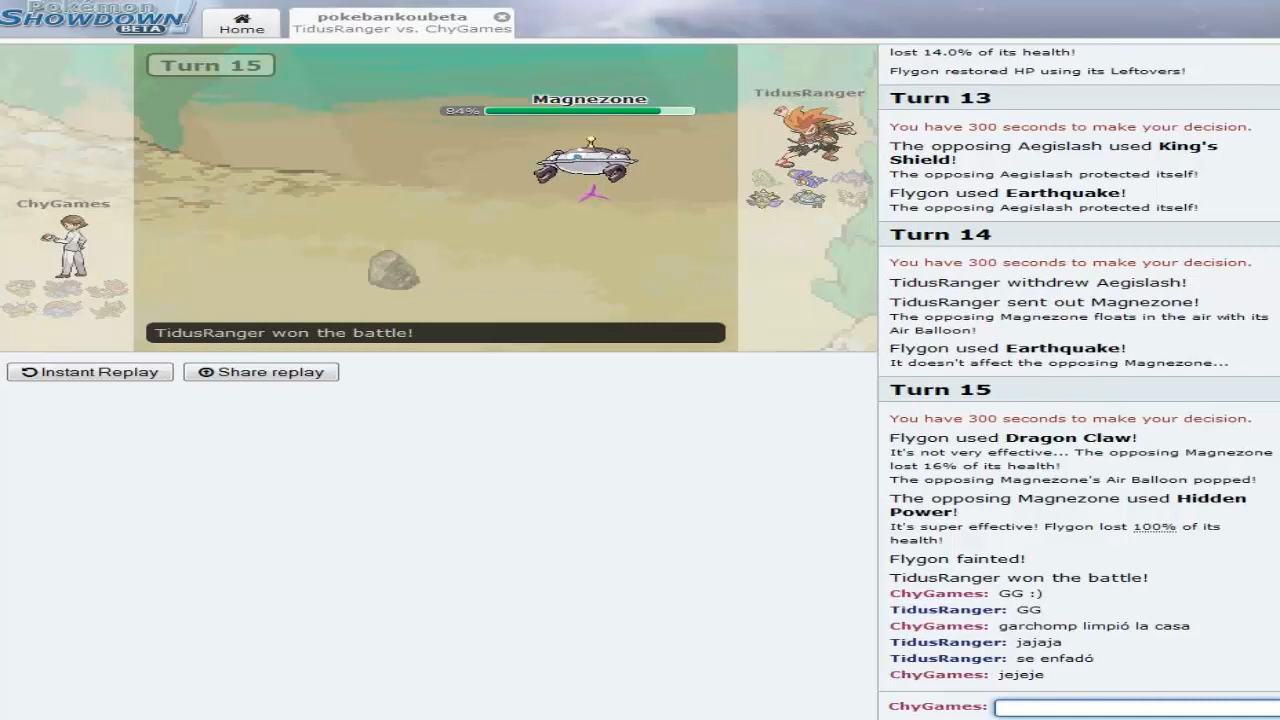 Pokémon
SHOWDOWN
BETA
Home
pokebankoubeta
TidusRanger vs. ChyGames
Turn 15
Magnezone
84%
TidusRanger
ChyGames
TidusRanger won the battle!
Instant Replay
Share replay
lost 14.0% of its health!
Flygon restored HP using its Leftovers!
Turn 13
You have 300 seconds to make your decision.
The opposing Aegislash used King's
Shield!
The opposing Aegislash protected itself!
Flygon used Earthquake!
The opposing Aegislash protected itself!
Turn 14
You have 300 seconds to make your decision.
TidusRanger withdrew Aegislash!
TidusRanger sent out Magnezone!
The opposing Magnezone floats in the air with its
Air Balloon!
Flygon used Earthquake!
It doesn't affect the opposing Magnezone...
Turn 15
You have 300 seconds to make your decision.
Flygon used Dragon Claw!
It's not very effective... The opposing Magnezone
lost 16% of its health!
The opposing Magnezone's Air Balloon popped!
The opposing Magnezone used Hidden
Power!
It's super effective! Flygon lost 100% of its
health!
Flygon fainted!
TidusRanger won the battle!
ChyGames: GG :)
TidusRanger: GG
ChyGames: garchomp limpió la casa
TidusRanger: jajaja
TidusRanger: se enfadó
ChyGames: jejeje
ChyGames: